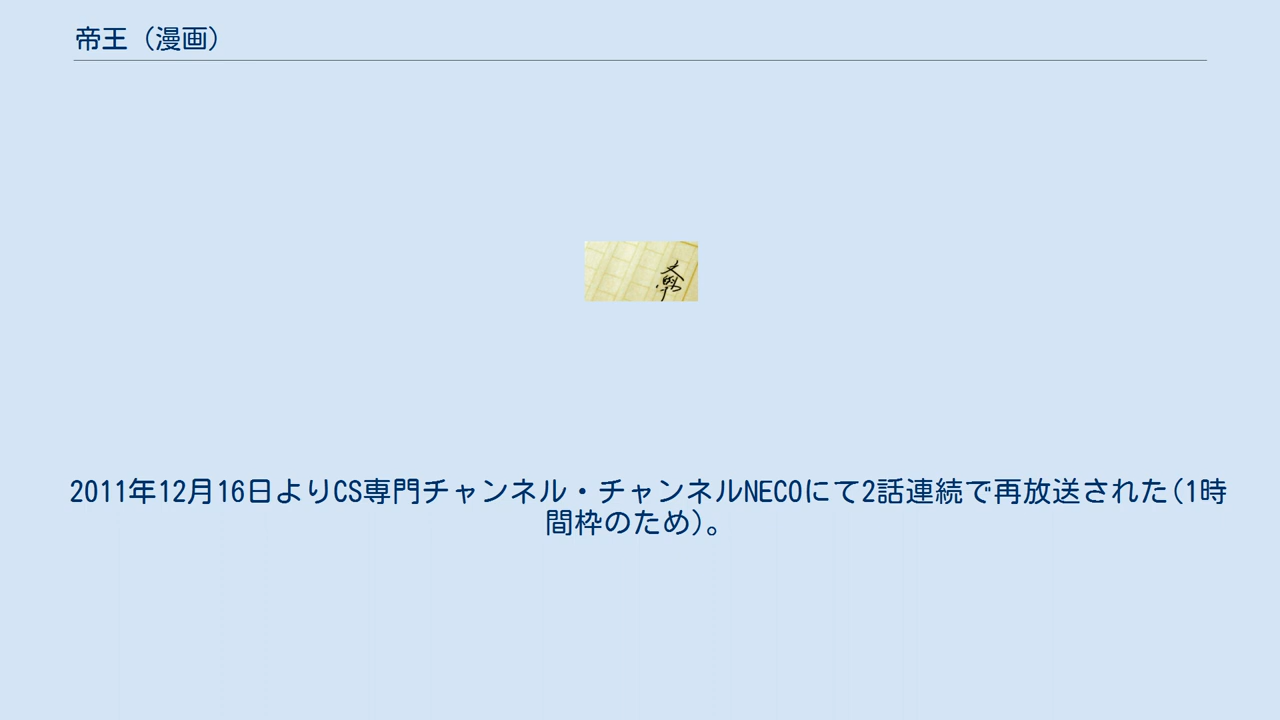 帝王（漫画）
2011年12月16日よりCS専門チャンネル・チャンネルNECOにて2話連続で再放送された(1時
間枠のため)。